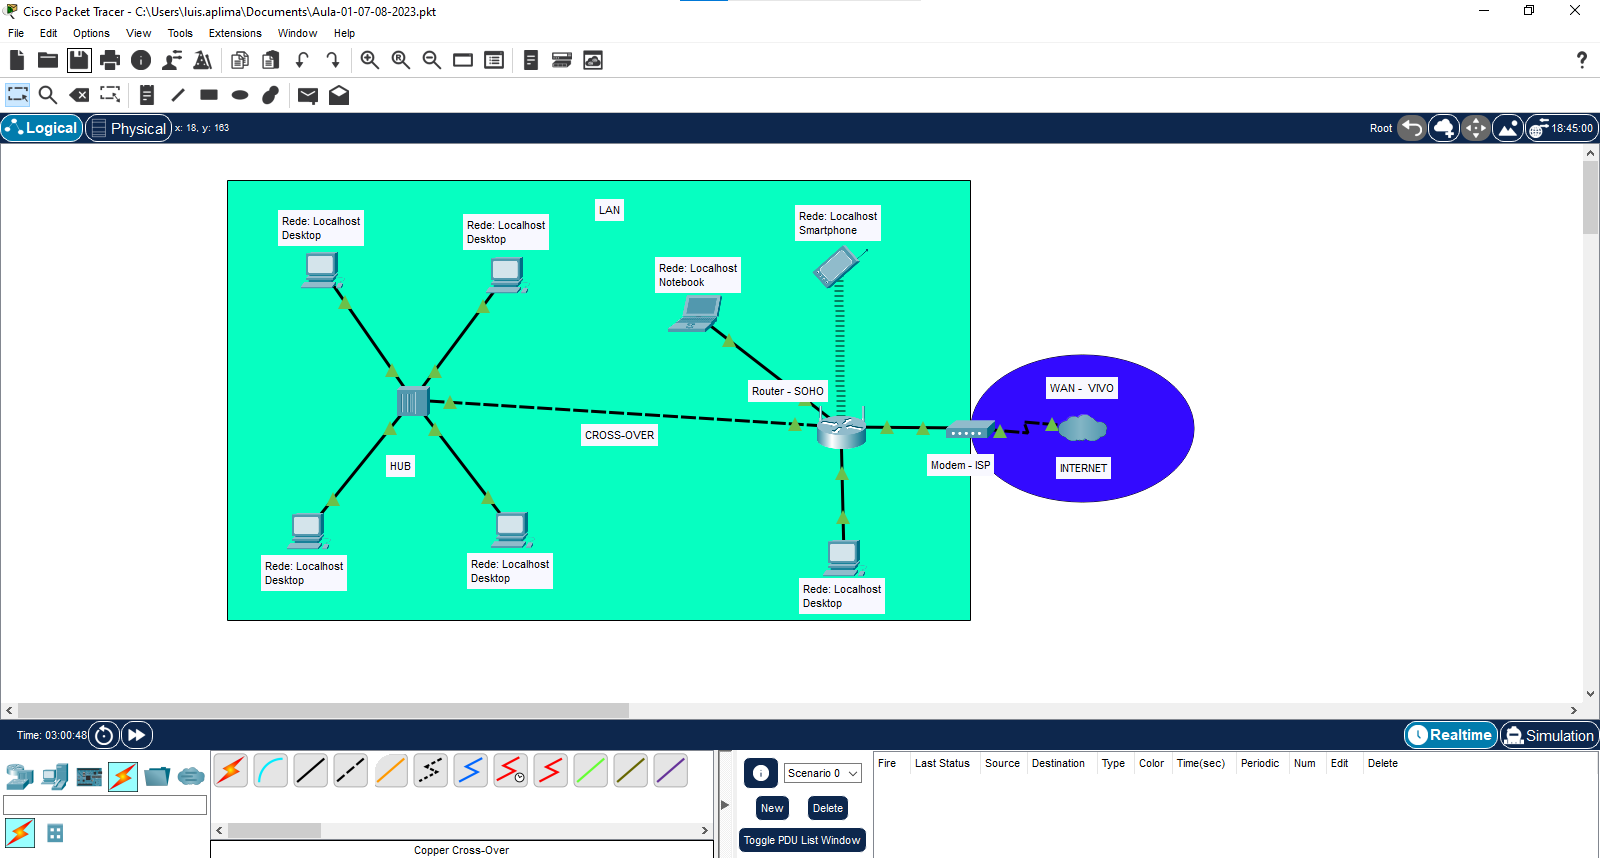 Cisco Packet Tracer - C:\Users\luis.aplima\Documents\Aula-01-07-08-2023.pkt
File Edit Options View Tools Extensions Window Help
Logical Physical x: 18, y: 163 Root 18:45:00
LAN
Rede: Localhost
Desktop
Rede: Localhost
Desktop
Rede: Localhost
Smartphone
Rede: Localhost
Notebook
Router - SOHO
WAN - VIVO
CROSS-OVER
HUB
Modem - ISP
INTERNET
Rede: Localhost
Desktop
Rede: Localhost
Desktop
Rede: Localhost
Desktop
Time: 03:00:48 Realtime Simulation
Scenario 0
New Delete
Toggle PDU List Window
Fire Last Status Source Destination Type Color Time(sec) Periodic Num Edit Delete
Copper Cross-Over